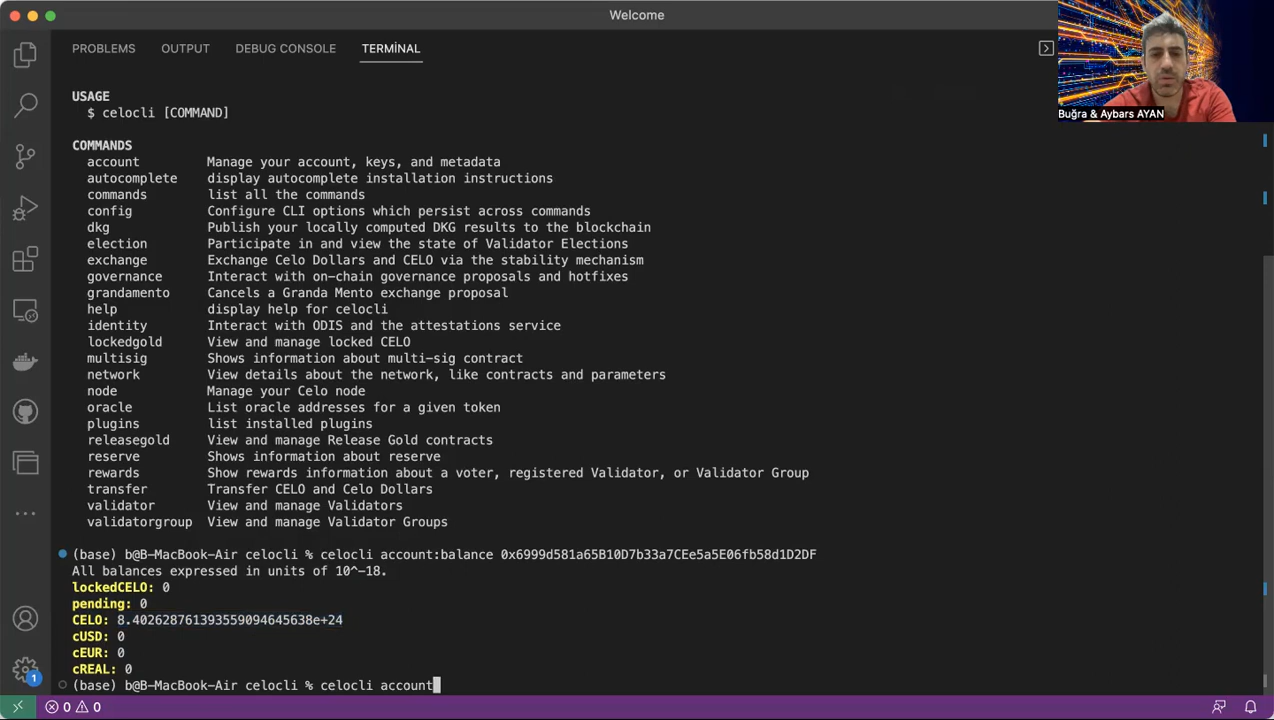 Welcome
PROBLEMS OUTPUT DEBUG CONSOLE TERMİNAL
Buğra & Aybars AYAN
USAGE
$ celocli [COMMAND]
COMMANDS
account Manage your account, keys, and metadata
autocomplete display autocomplete installation instructions
commands list all the commands
config Configure CLI options which persist across commands
dkg Publish your locally computed DKG results to the blockchain
election Participate in and view the state of Validator Elections
exchange Exchange Celo Dollars and CELO via the stability mechanism
governance Interact with on-chain governance proposals and hotfixes
grandamento Cancels a Granda Mento exchange proposal
help display help for celocli
identity Interact with ODIS and the attestations service
lockedgold View and manage locked CELO
multisig Shows information about multi-sig contract
network View details about the network, like contracts and parameters
node Manage your Celo node
oracle List oracle addresses for a given token
plugins list installed plugins
releasegold View and manage Release Gold contracts
reserve Shows information about reserve
rewards Show rewards information about a voter, registered Validator, or Validator Group
transfer Transfer CELO and Celo Dollars
validator View and manage Validators
validatorgroup View and manage Validator Groups
(base) b@B-MacBook-Air celocli % celocli account:balance 0x6999d581a65B10D7b33a7CEe5a5E06fb58d1D2DF
All balances expressed in units of 10^-18.
lockedCELO: 0
pending: 0
CELO: 8.402628761393559094645638e+24
cUSD: 0
cEUR: 0
cREAL: 0
(base) b@B-MacBook-Air celocli % celocli account
1
0 0